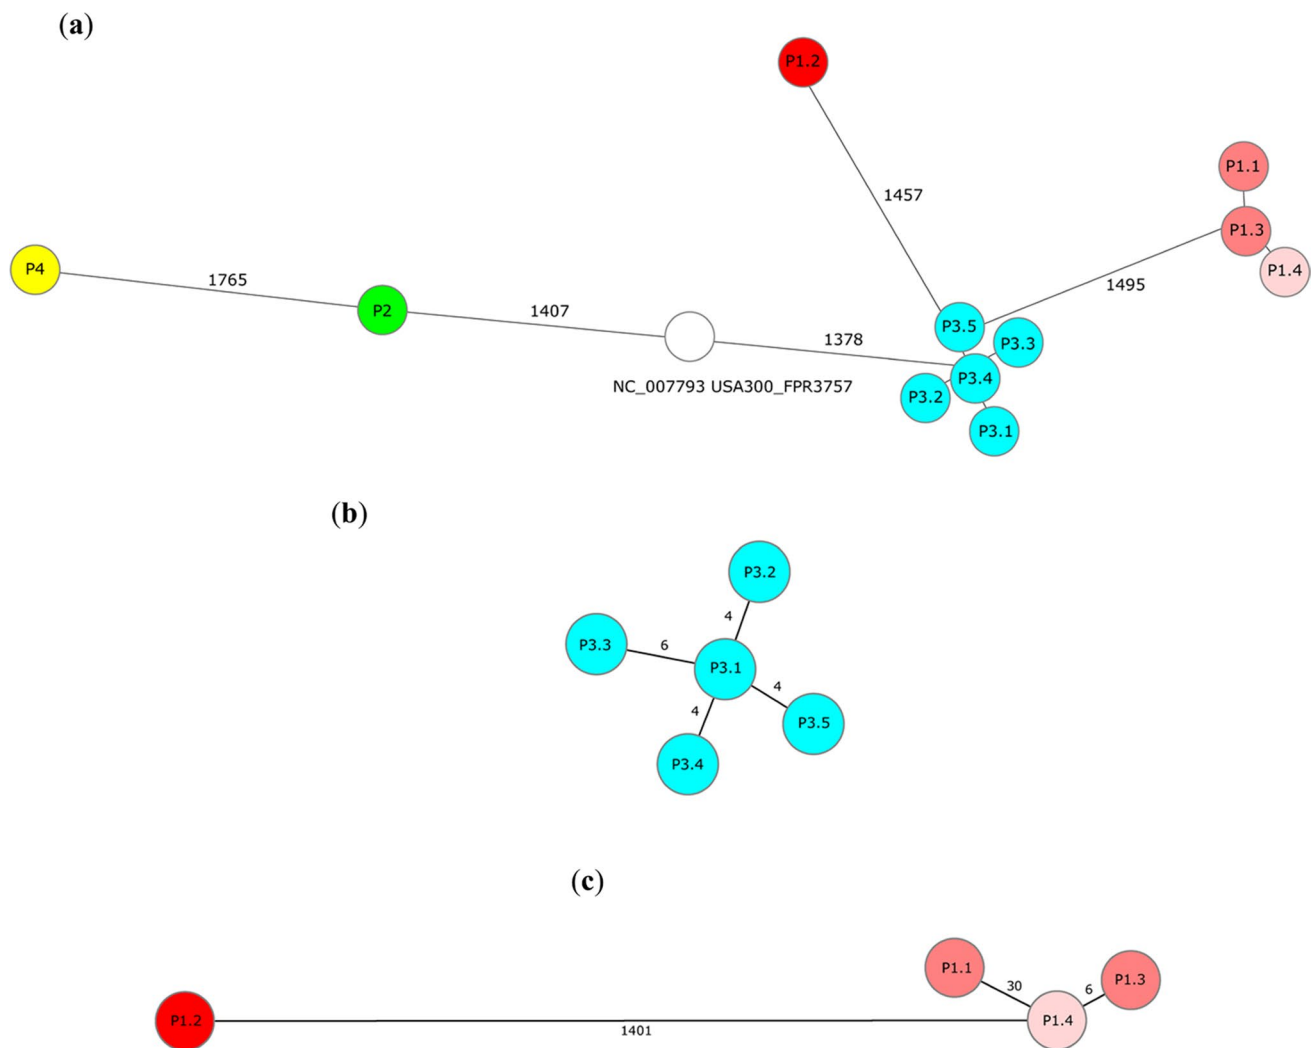 (a)
P1.2
P1.1
1457
P1.3
P4
P1.4
1765
1495
P2
1407
P3.5
1378
P3.3
P3.4
NC_007793 USA300_FPR3757
P3.2
P3.1
(b)
P3.2
4
P3.3
6
P3.1
4
4
P3.5
P3.4
(c)
P1.1
P1.3
30
6
P1.2
P1.4
1401